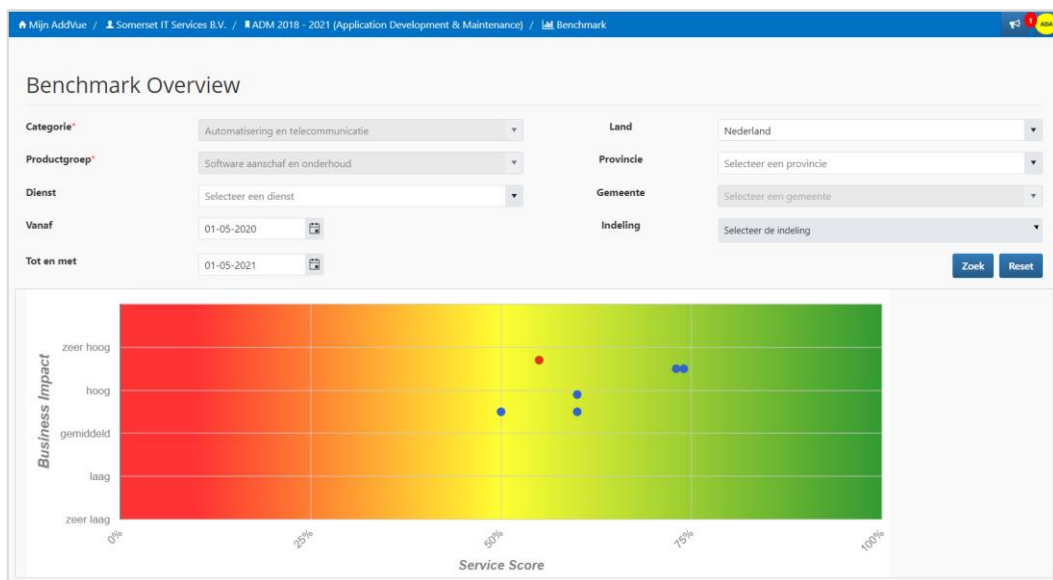 Mijn AddVue / Somerset IT Services B.V. / ADM 2018 - 2021 (Application Development & Maintenance) / Benchmark
1
ADA
Benchmark Overview
Categorie*
Automatisering en telecommunicatie
Land
Nederland
Productgroep*
Software aanschaf en onderhoud
Provincie
Selecteer een provincie
Dienst
Selecteer een dienst
Gemeente
Selecteer een gemeente
Vanaf
01-05-2020
Indeling
Selecteer de indeling
Tot en met
01-05-2021
Zoek
Reset
Business Impact
zeer hoog
hoog
gemiddeld
laag
zeer laag
0%
25%
50%
75%
100%
Service Score